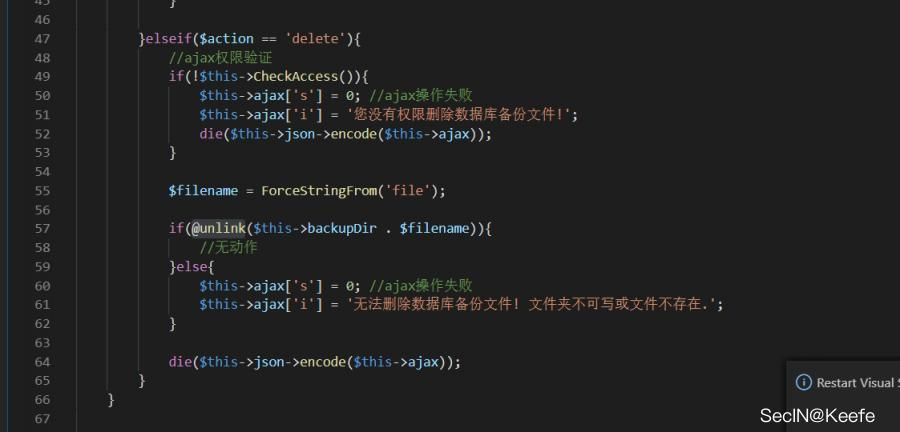 45 }
46
47 }elseif($action == 'delete'){
48 //ajax权限验证
49 if(!$this->CheckAccess()){
50 $this->ajax['s'] = 0; //ajax操作失败
51 $this->ajax['i'] = '您没有权限删除数据库备份文件!';
52 die($this->json->encode($this->ajax));
53 }
54
55 $filename = ForceStringFrom('file');
56
57 if(@unlink($this->backupDir . $filename)){
58 //无动作
59 }else{
60 $this->ajax['s'] = 0; //ajax操作失败
61 $this->ajax['i'] = '无法删除数据库备份文件! 文件夹不可写或文件不存在.';
62 }
63
64 die($this->json->encode($this->ajax));
65 }
66 }
67
Restart Visual
SecIN@Keefe